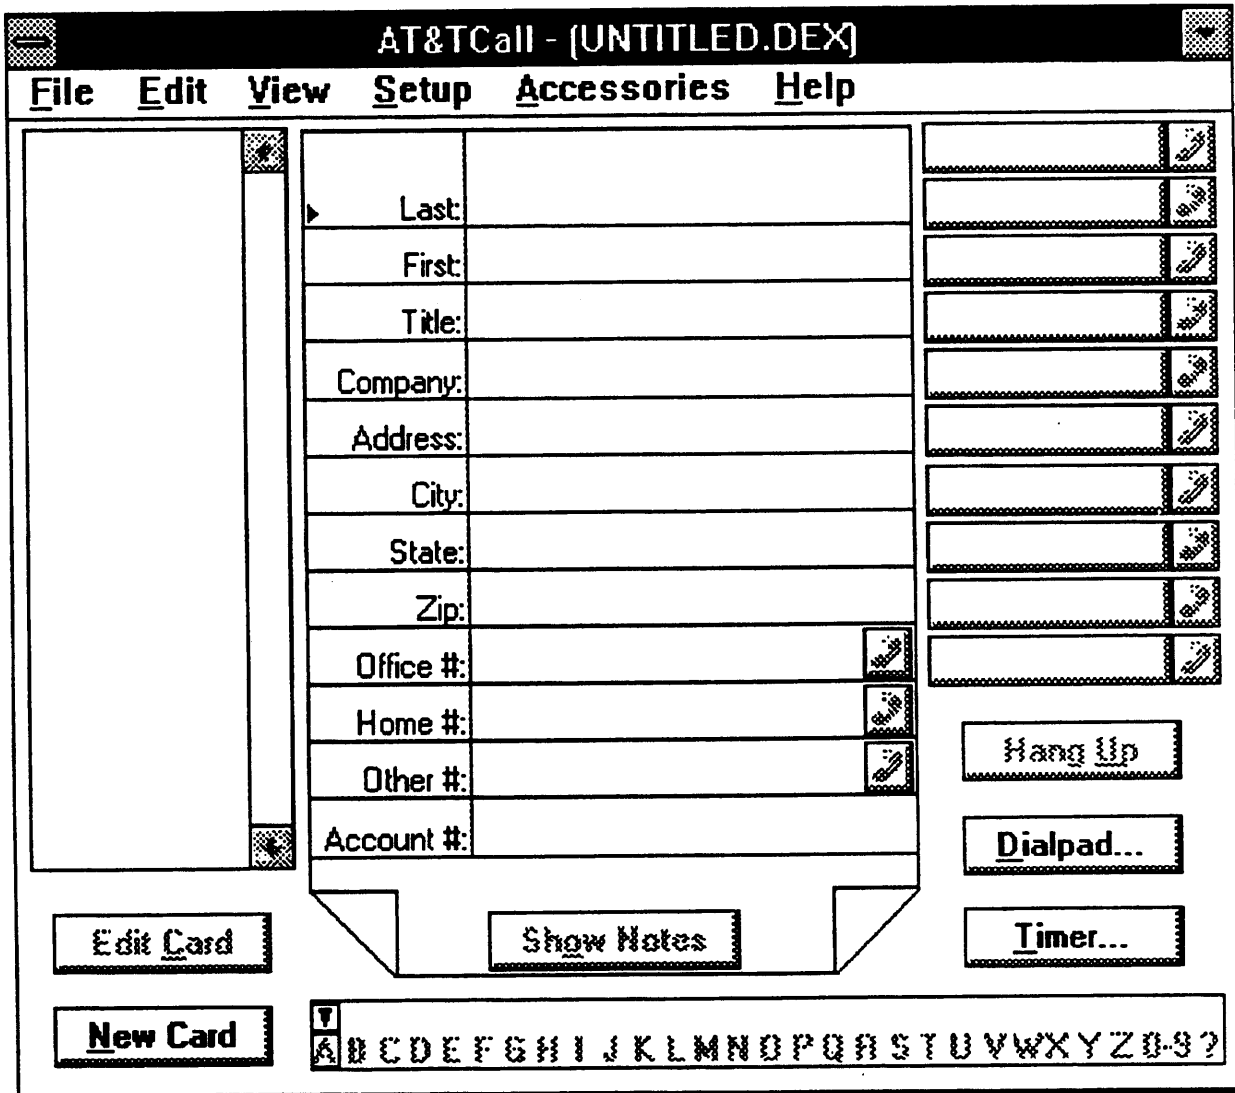 AT&TCall - [UNTITLED.DEX]
File Edit View Setup Accessories Help
Last:
First:
Title:
Company:
Address:
City:
State:
Zip:
Office #:
Home #:
Other #:
Account #:
Hang Up
Dialpad...
Timer...
Edit Card
Show Notes
New Card
A B C D E F G H I J K L M N O P Q R S T U V W X Y Z 0-9 ?